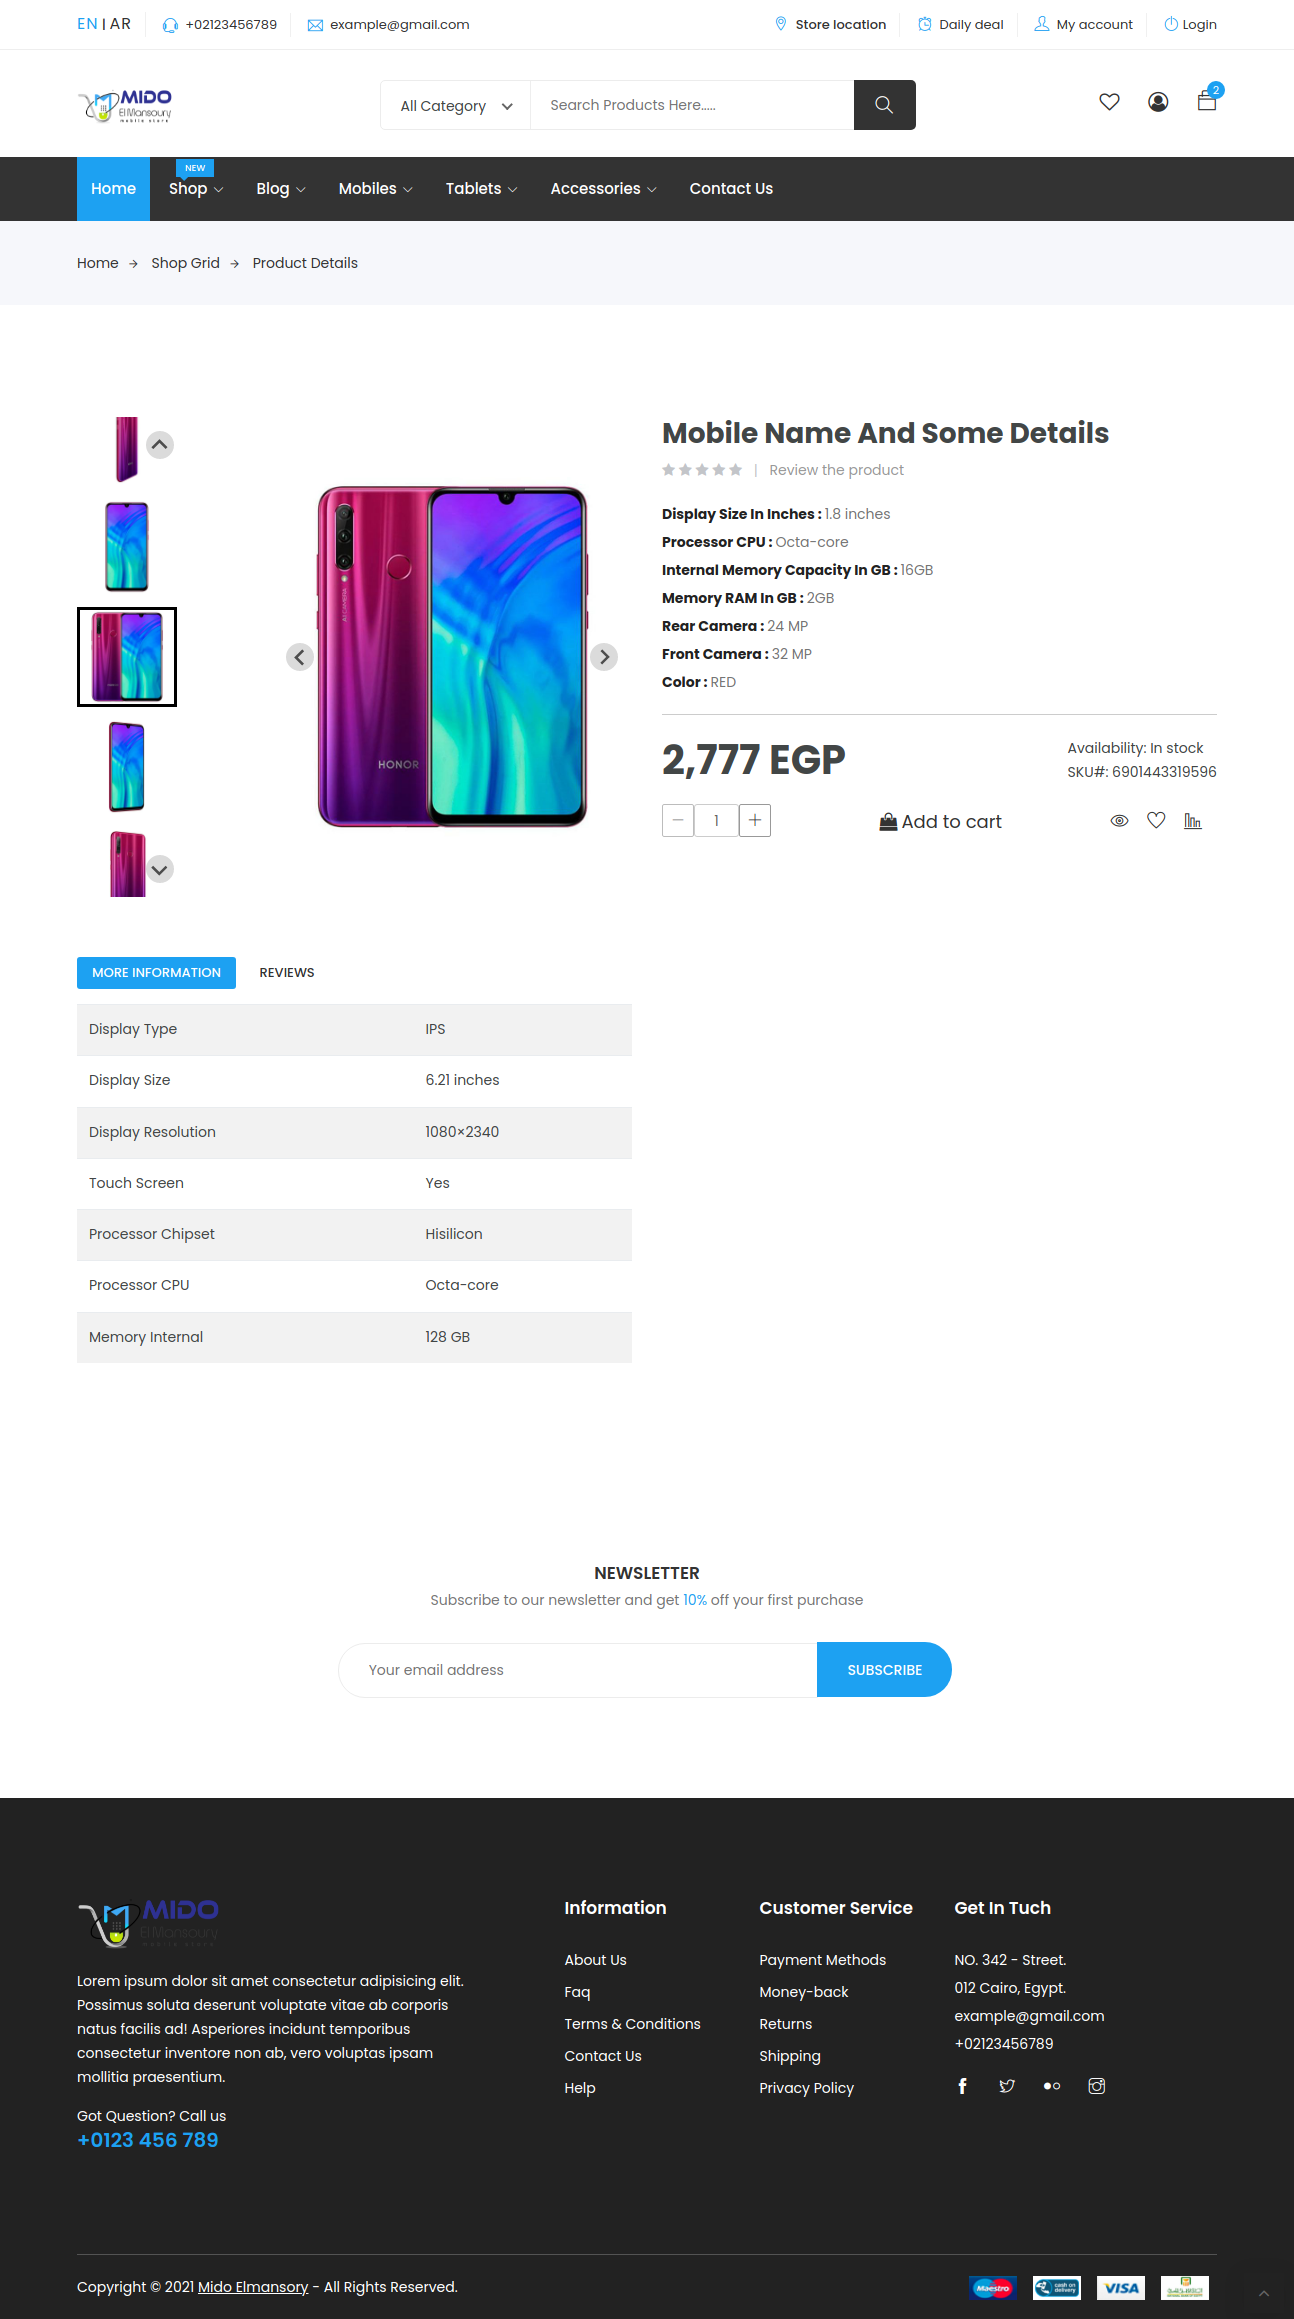 EN | AR
+02123456789
example@gmail.com
Store location
Daily deal
My account
Login
MIDO
El Mansoury
mobile store
All Category
Search Products Here.....
2
Home
NEW
Shop
Blog
Mobiles
Tablets
Accessories
Contact Us
Home
Shop Grid
Product Details
Mobile Name And Some Details
| Review the product
Display Size In Inches : 1.8 inches
Processor CPU : Octa-core
Internal Memory Capacity In GB : 16GB
Memory RAM In GB : 2GB
Rear Camera : 24 MP
Front Camera : 32 MP
Color : RED
AI CAMERA
HONOR
2,777 EGP
Availability: In stock
SKU#: 6901443319596
1
Add to cart
MORE INFORMATION
REVIEWS
Display Type IPS
Display Size 6.21 inches
Display Resolution 1080×2340
Touch Screen Yes
Processor Chipset Hisilicon
Processor CPU Octa-core
Memory Internal 128 GB
NEWSLETTER
Subscribe to our newsletter and get 10% off your first purchase
Your email address
SUBSCRIBE
MIDO
El Mansoury
Lorem ipsum dolor sit amet consectetur adipisicing elit.
Possimus soluta deserunt voluptate vitae ab corporis
natus facilis ad! Asperiores incidunt temporibus
consectetur inventore non ab, vero voluptas ipsam
mollitia praesentium.
Got Question? Call us
+0123 456 789
Information
About Us
Faq
Terms & Conditions
Contact Us
Help
Customer Service
Payment Methods
Money-back
Returns
Shipping
Privacy Policy
Get In Tuch
NO. 342 - Street.
012 Cairo, Egypt.
example@gmail.com
+02123456789
Copyright © 2021 Mido Elmansory - All Rights Reserved.
Maestro
cash on
delivery
VISA